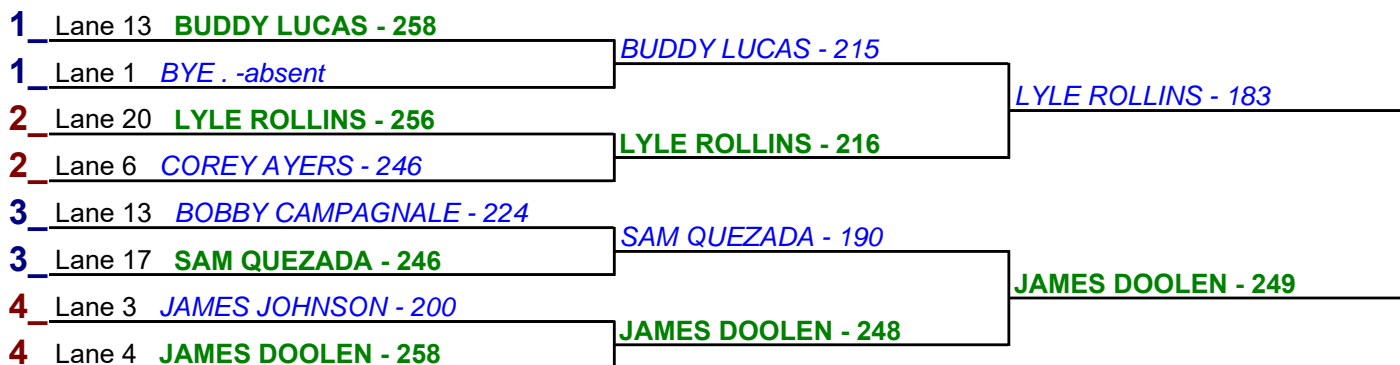 1_ Lane 13 BUDDY LUCAS - 258
BUDDY LUCAS - 215
1_ Lane 1 BYE . -absent
LYLE ROLLINS - 183
2_ Lane 20 LYLE ROLLINS - 256
LYLE ROLLINS - 216
2_ Lane 6 COREY AYERS - 246
3_ Lane 13 BOBBY CAMPAGNALE - 224
SAM QUEZADA - 190
3_ Lane 17 SAM QUEZADA - 246
JAMES DOOLEN - 249
4_ Lane 3 JAMES JOHNSON - 200
JAMES DOOLEN - 248
4 Lane 4 JAMES DOOLEN - 258